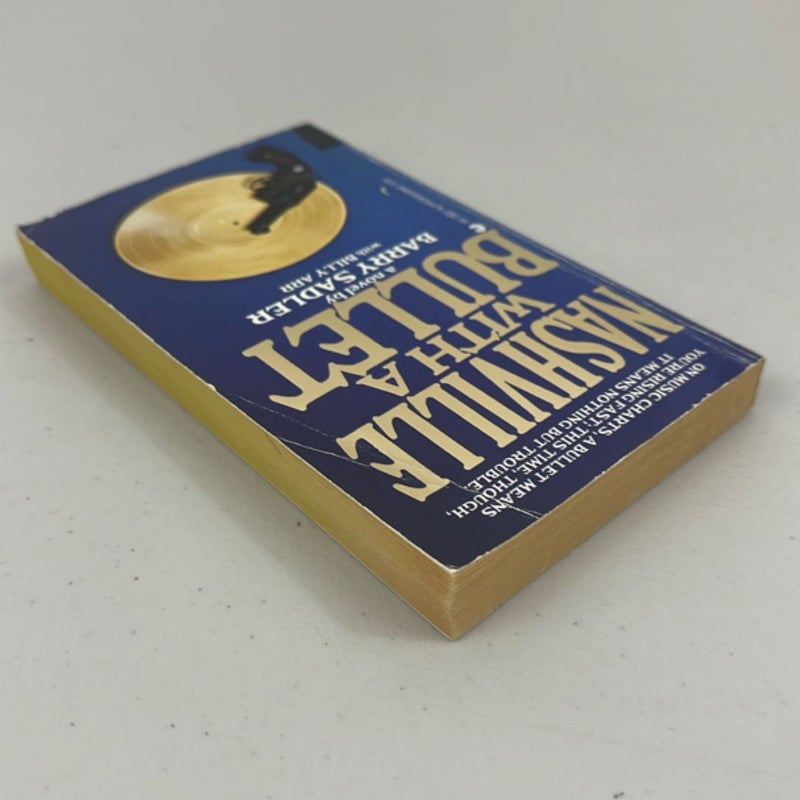 ON MUSIC CHARTS, A BULLET MEANS
YOU'RE RISING FAST; THIS TIME, THOUGH,
IT MEANS NOTHING BUT TROUBLE.
NASHVILLE
WITH A
BULLET
a novel by
BARRY SADLER
with BILLY ARR